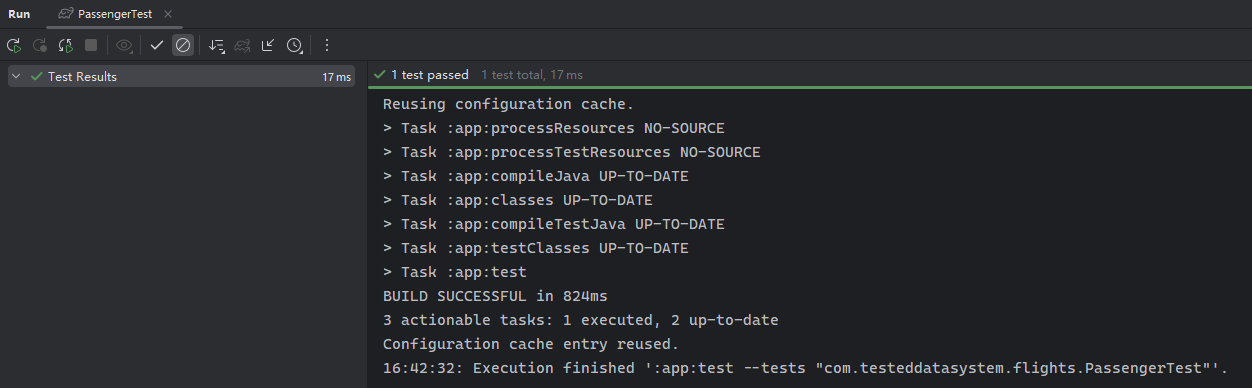 Run
PassengerTest
Test Results 17 ms
1 test passed 1 test total, 17 ms
Reusing configuration cache.
> Task :app:processResources NO-SOURCE
> Task :app:processTestResources NO-SOURCE
> Task :app:compileJava UP-TO-DATE
> Task :app:classes UP-TO-DATE
> Task :app:compileTestJava UP-TO-DATE
> Task :app:testClasses UP-TO-DATE
> Task :app:test
BUILD SUCCESSFUL in 824ms
3 actionable tasks: 1 executed, 2 up-to-date
Configuration cache entry reused.
16:42:32: Execution finished ':app:test --tests "com.testeddatasystem.flights.PassengerTest"'.